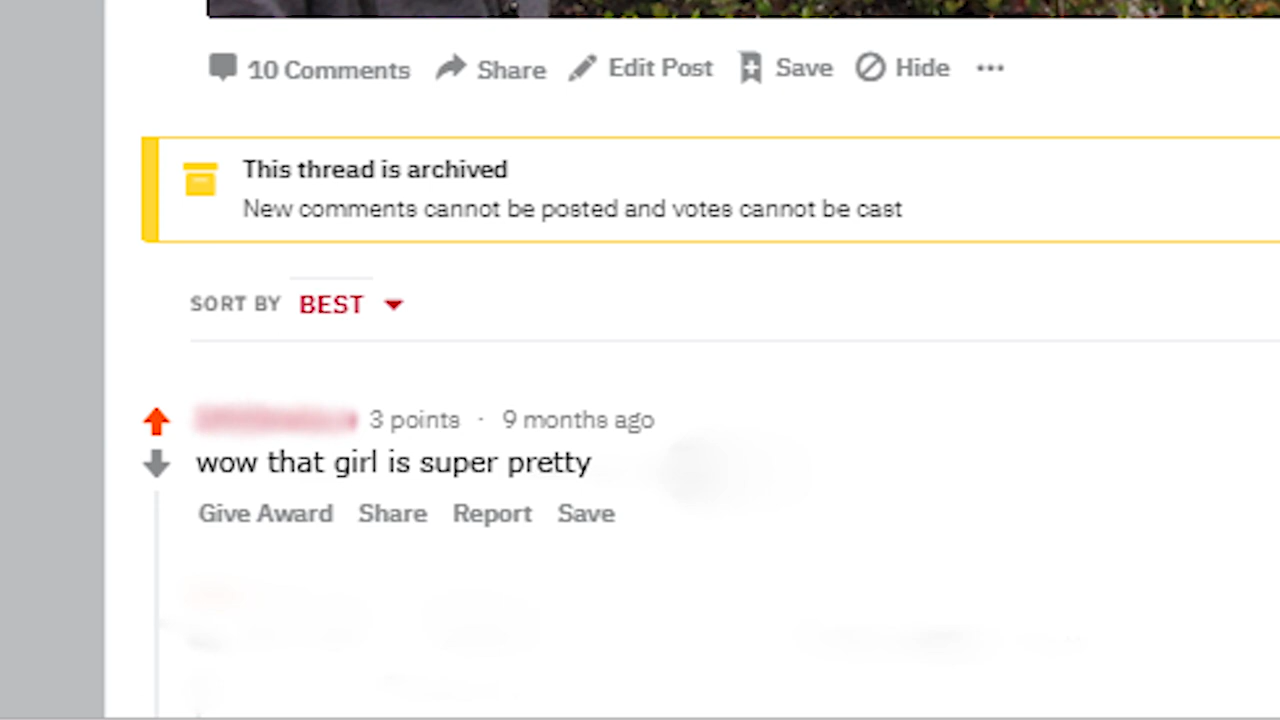 10 Comments Share Edit Post Save Hide
This thread is archived
New comments cannot be posted and votes cannot be cast
SORT BY BEST
3 points · 9 months ago
wow that girl is super pretty
Give Award Share Report Save